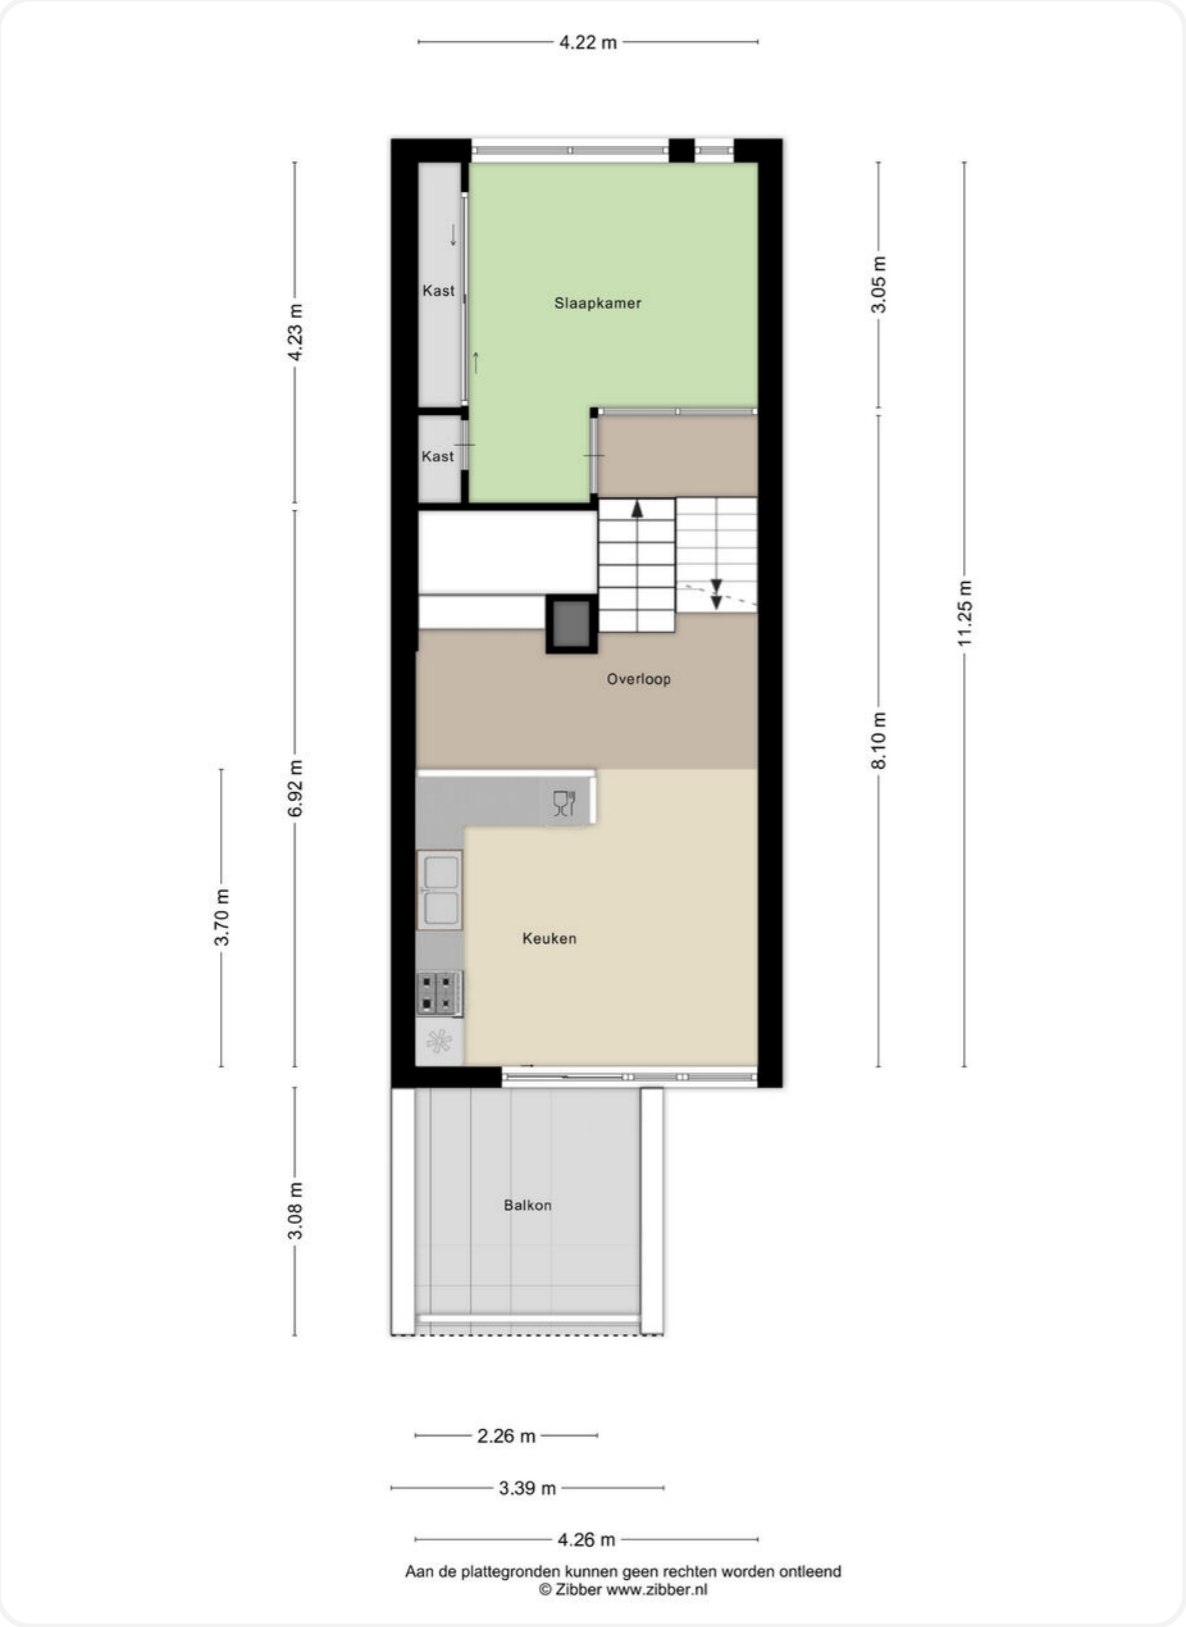 4.22 m
4.23 m
3.05 m
Kast
Slaapkamer
Kast
11.25 m
Overloop
8.10 m
6.92 m
3.70 m
Keuken
3.08 m
Balkon
2.26 m
3.39 m
4.26 m
Aan de plattegronden kunnen geen rechten worden ontleend
© Zibber www.zibber.nl